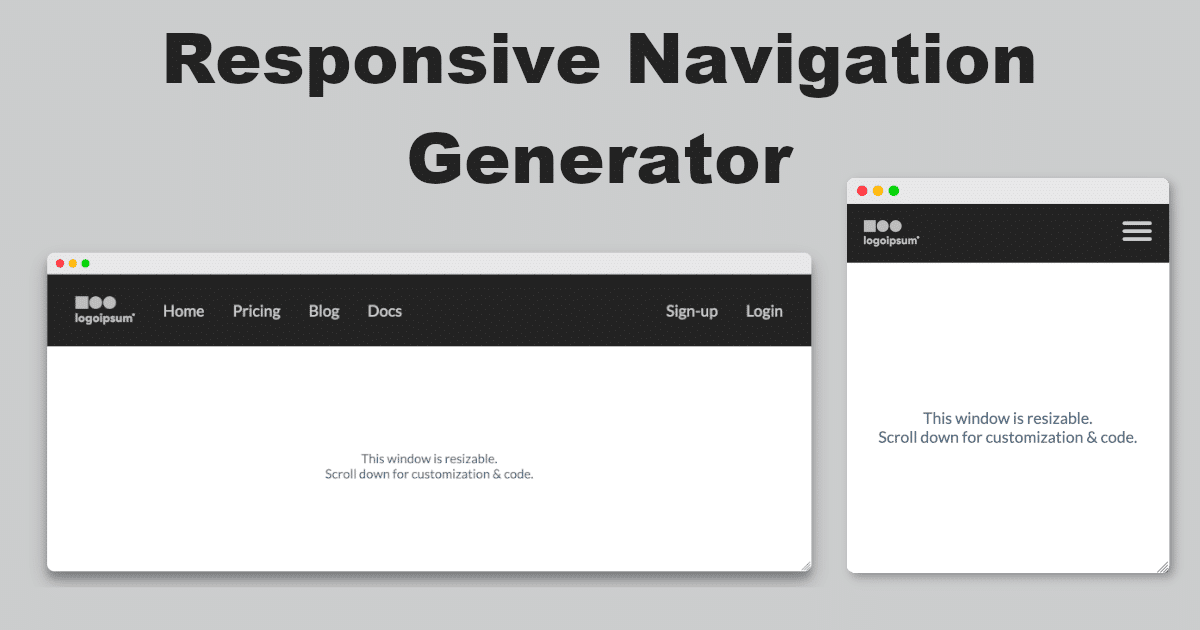 Responsive Navigation
Generator
logoipsum
Home Pricing Blog Docs Sign-up Login
This window is resizable.
Scroll down for customization & code.
logoipsum
This window is resizable.
Scroll down for customization & code.